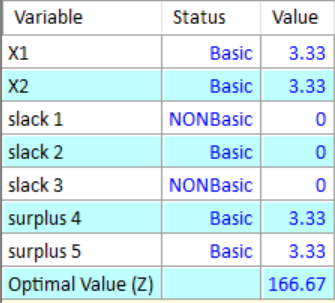 Variable Status Value
X1 Basic 3.33
X2 Basic 3.33
slack 1 NONBasic 0
slack 2 Basic 0
slack 3 NONBasic 0
surplus 4 Basic 3.33
surplus 5 Basic 3.33
Optimal Value (Z) 166.67